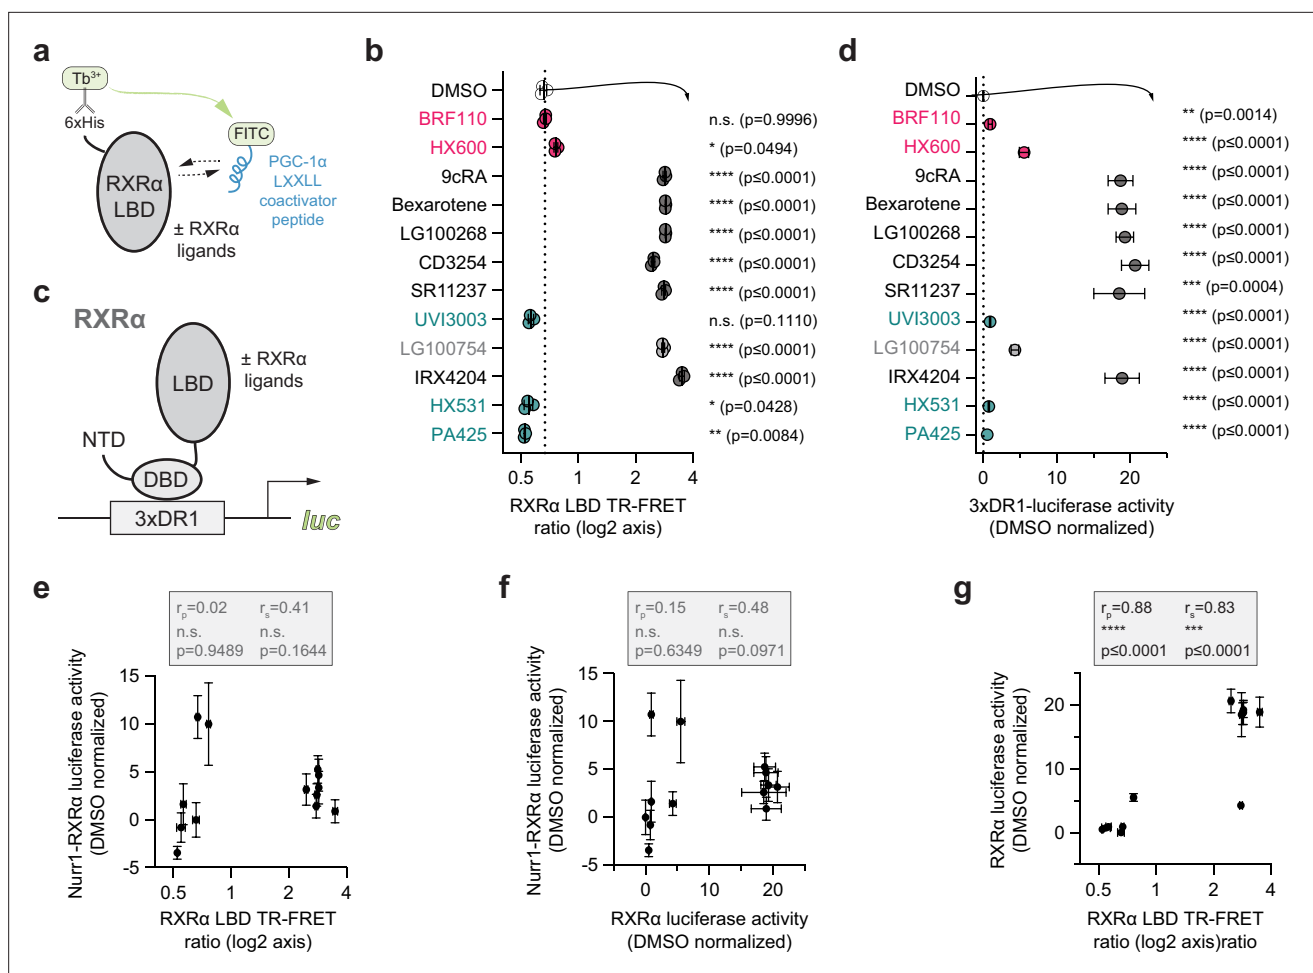 a
Tb³⁺
6xHis
FITC
RXRα
LBD
PGC-1α
LXXLL
coactivator
peptide
± RXRα
ligands
b
DMSO
BRF110
n.s. (p=0.9996)
HX600
* (p=0.0494)
9cRA
**** (p≤0.0001)
Bexarotene
**** (p≤0.0001)
LG100268
**** (p≤0.0001)
CD3254
**** (p≤0.0001)
SR11237
**** (p≤0.0001)
UVI3003
n.s. (p=0.1110)
LG100754
**** (p≤0.0001)
IRX4204
**** (p≤0.0001)
HX531
* (p=0.0428)
PA425
** (p=0.0084)
0.5 1 2 4
RXRα LBD TR-FRET
ratio (log2 axis)
c
RXRα
LBD
± RXRα
ligands
NTD
DBD
3xDR1
luc
d
DMSO
BRF110
** (p=0.0014)
HX600
**** (p≤0.0001)
9cRA
**** (p≤0.0001)
Bexarotene
**** (p≤0.0001)
LG100268
**** (p≤0.0001)
CD3254
**** (p≤0.0001)
SR11237
*** (p=0.0004)
UVI3003
**** (p≤0.0001)
LG100754
**** (p≤0.0001)
IRX4204
**** (p≤0.0001)
HX531
**** (p≤0.0001)
PA425
**** (p≤0.0001)
0 10 20
3xDR1-luciferase activity
(DMSO normalized)
e
rₚ=0.02 rₛ=0.41
n.s. n.s.
p=0.9489 p=0.1644
Nurr1-RXRα luciferase activity
(DMSO normalized)
15
10
5
0
-5
0.5 1 2 4
RXRα LBD TR-FRET
ratio (log2 axis)
f
rₚ=0.15 rₛ=0.48
n.s. n.s.
p=0.6349 p=0.0971
Nurr1-RXRα luciferase activity
(DMSO normalized)
15
10
5
0
-5
0 10 20
RXRα luciferase activity
(DMSO normalized)
g
rₚ=0.88 rₛ=0.83
**** ***
p≤0.0001 p≤0.0001
RXRα luciferase activity
(DMSO normalized)
20
10
0
0.5 1 2 4
RXRα LBD TR-FRET
ratio (log2 axis)ratio